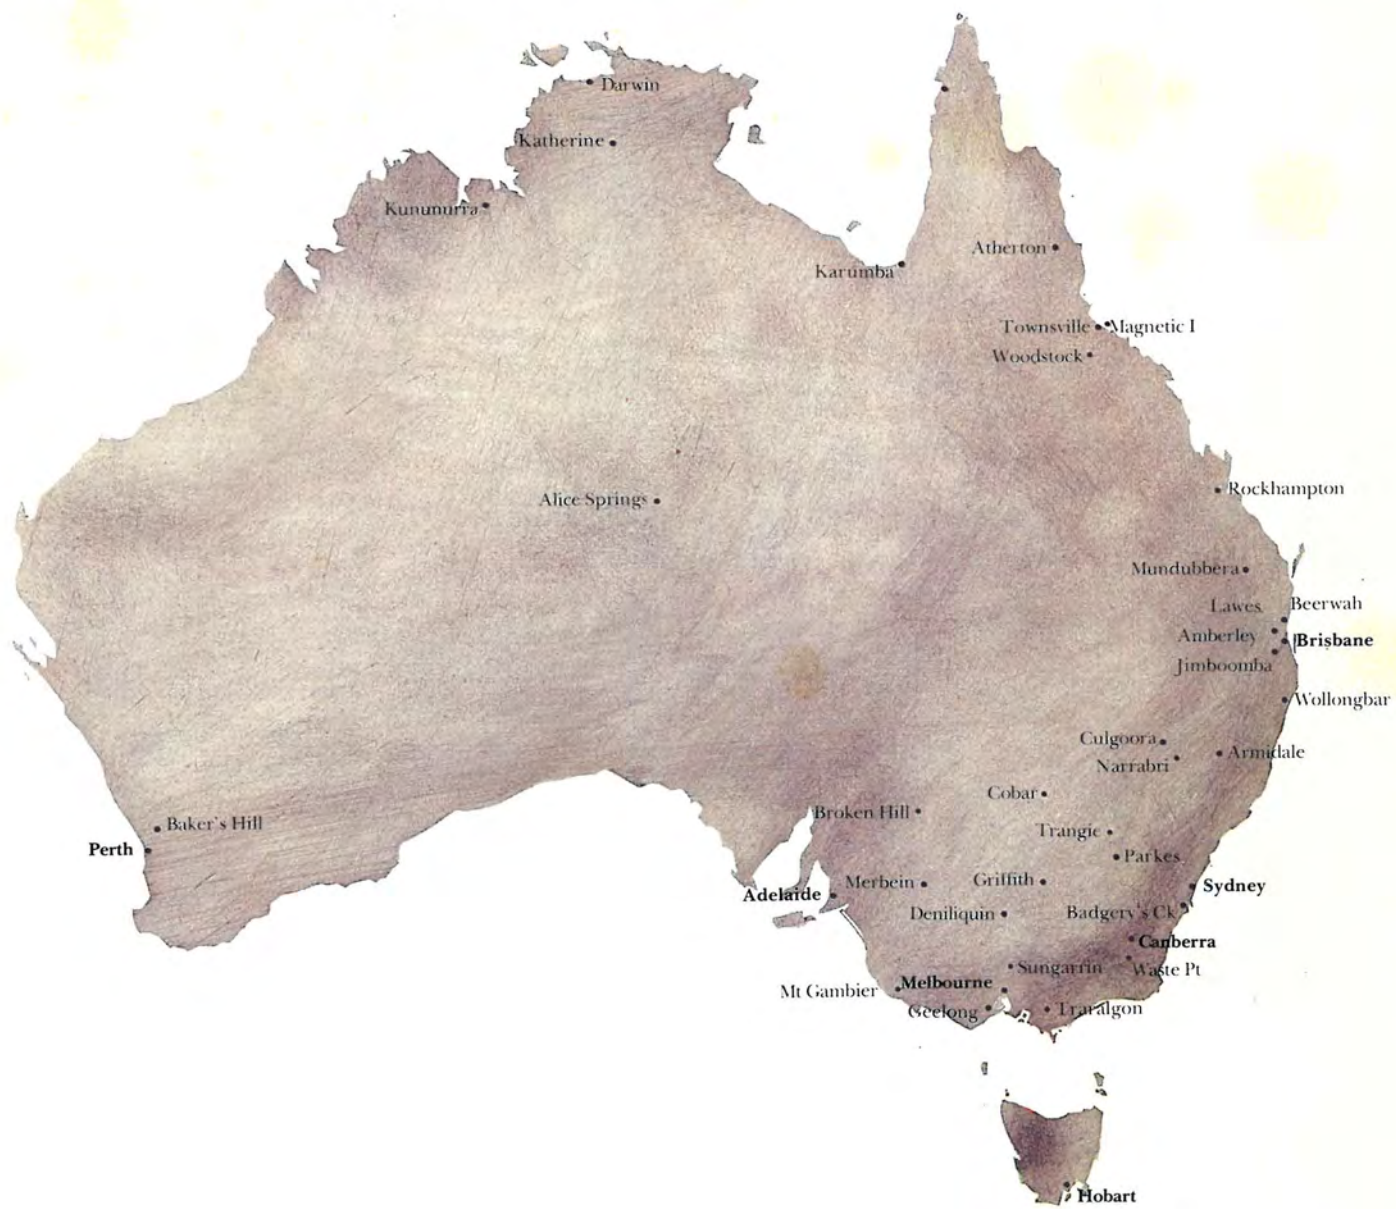 Darwin
Katherine
Kununurra
Atherton
Karumba
Townsville
Magnetic I
Woodstock
Alice Springs
Rockhampton
Mundubbera
Lawes
Beerwah
Amberley
Brisbane
Jimboomba
Wollongbar
Culgoora
Armidale
Narrabri
Cobar
Broken Hill
Baker's Hill
Trangie
Perth
Parkes
Merbein
Griffith
Sydney
Adelaide
Deniliquin
Badgery's Ck
Canberra
Sungarrin
Waste Pt
Melbourne
Mt Gambier
Geelong
Traralgon
Hobart